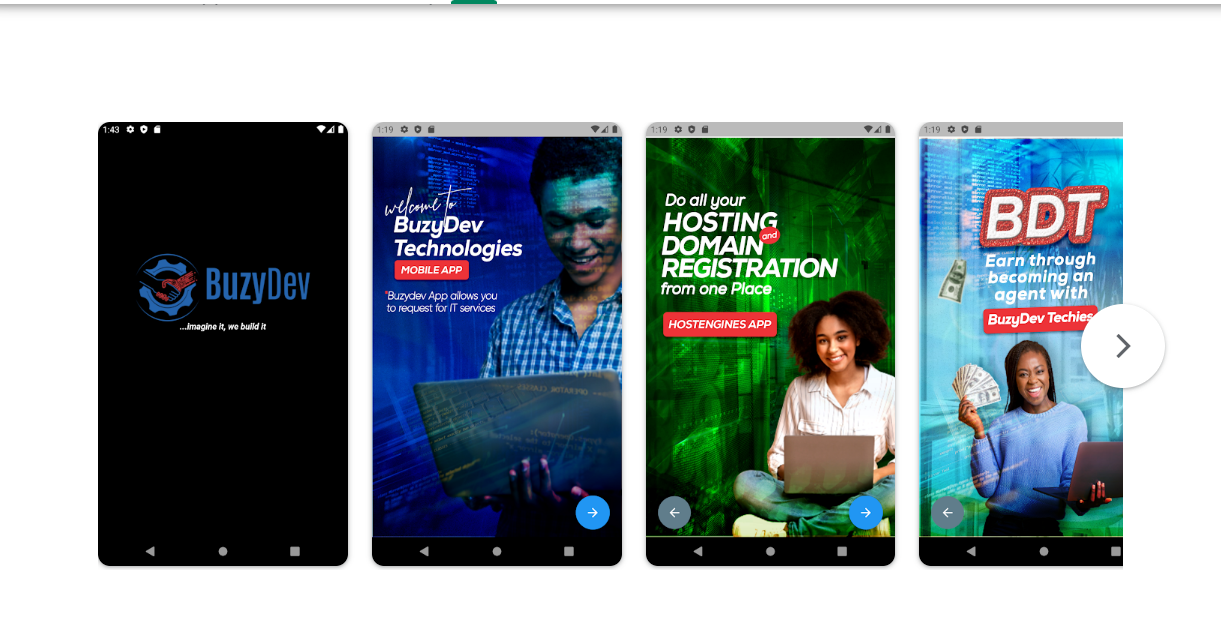 1:43
BuzyDev
...Imagine it, we build it
1:19
welcome to
BuzyDev
Technologies
MOBILE APP
*Buzydev App allows you
to request for IT services
1:19
Do all your
HOSTING
and
DOMAIN
REGISTRATION
from one Place
HOSTENGINES APP
1:19
BDT
Earn through
becoming an
agent with
BuzyDev Techies